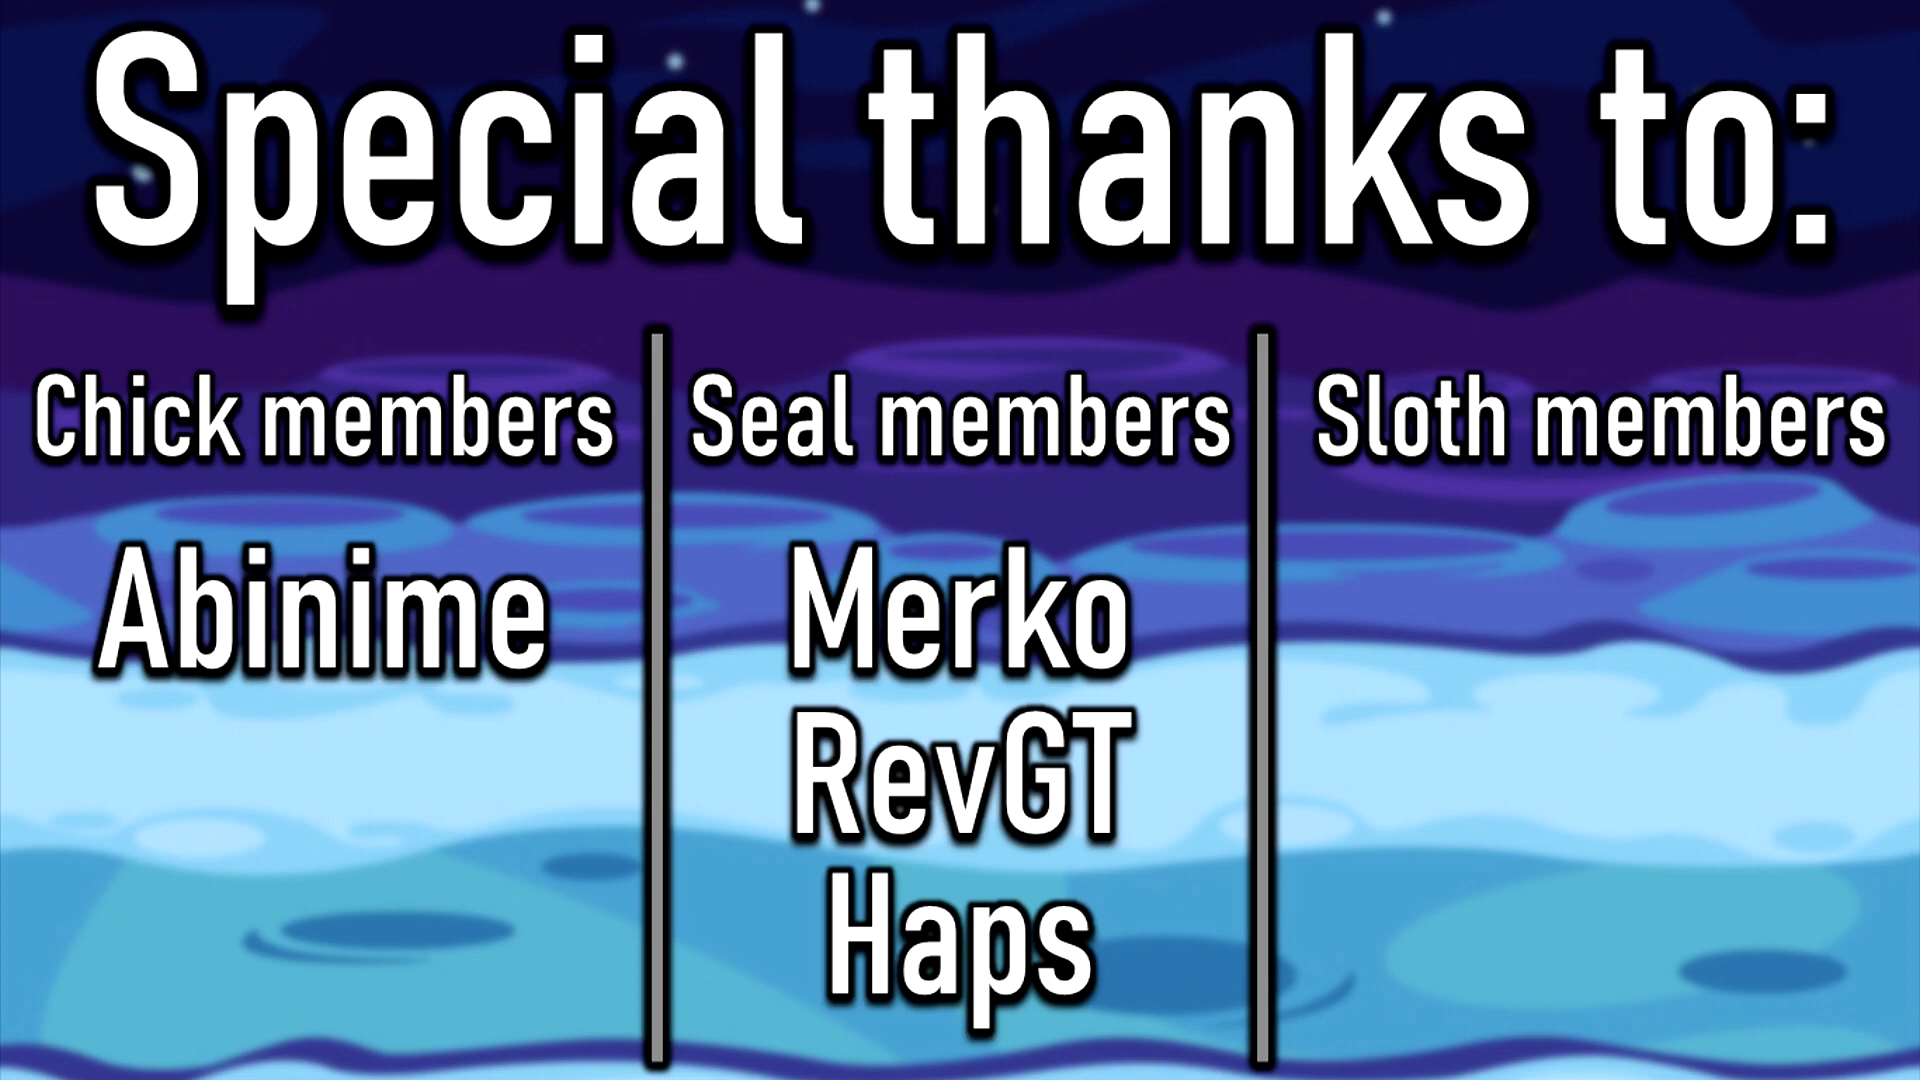 Special thanks to:
Chick members
Abinime
Seal members
Merko
RevGT
Haps
Sloth members